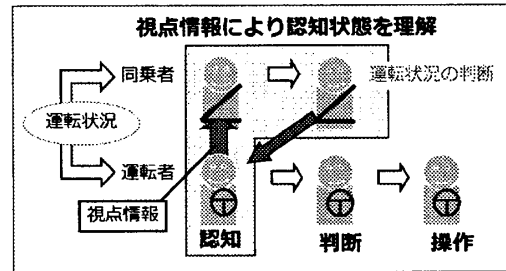 視点情報により認知状態を理解
同乗者
運転状況の判断
運転状況
運転者
視点情報
認知
判断
操作